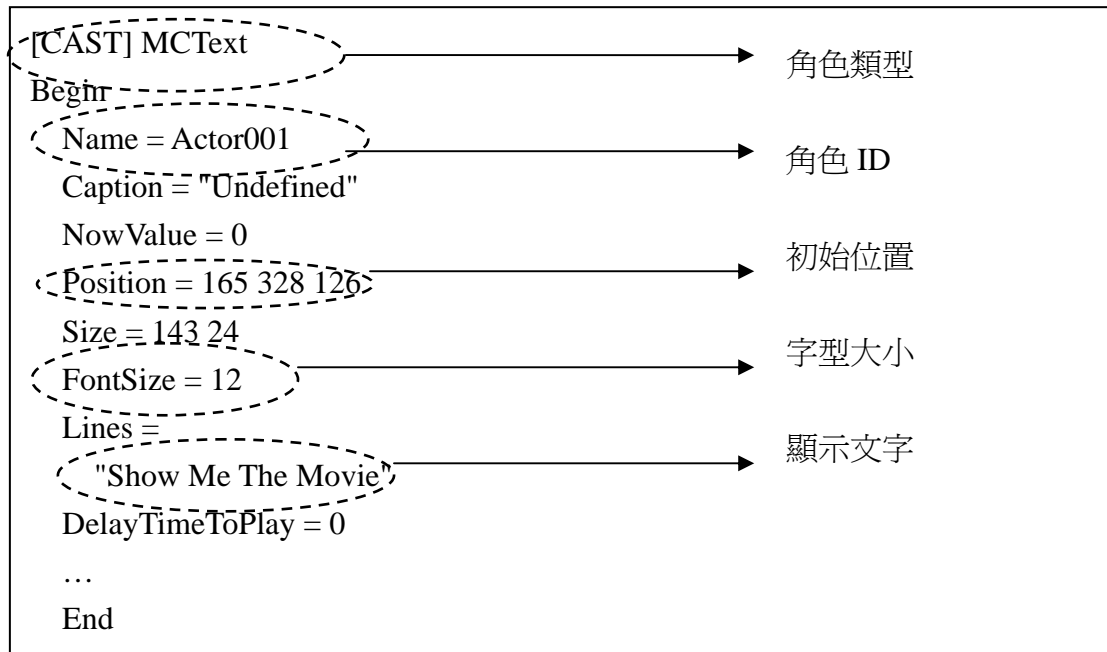 [CAST] MCText
角色類型
Begin
Name = Actor001
角色 ID
Caption = "Undefined"
NowValue = 0
初始位置
Position = 165 328 126
Size = 143 24
字型大小
FontSize = 12
Lines =
顯示文字
"Show Me The Movie"
DelayTimeToPlay = 0
…
End